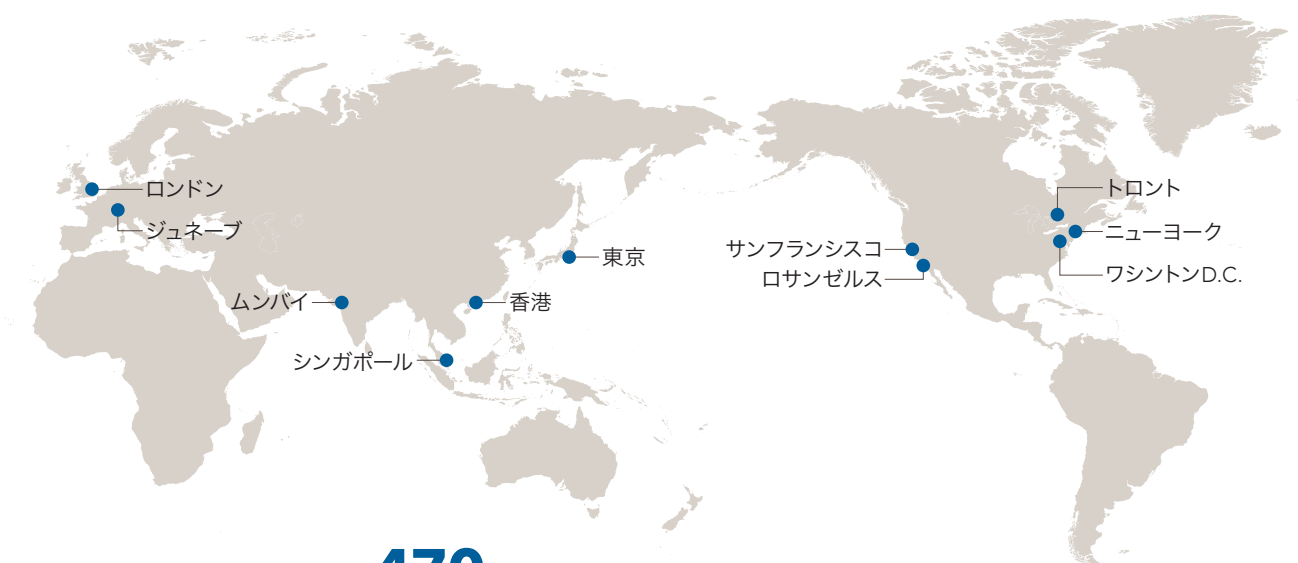 ロンドン
ジュネーブ
東京
ムンバイ
香港
シンガポール
サンフランシスコ
ロサンゼルス
トロント
ニューヨーク
ワシントンD.C.